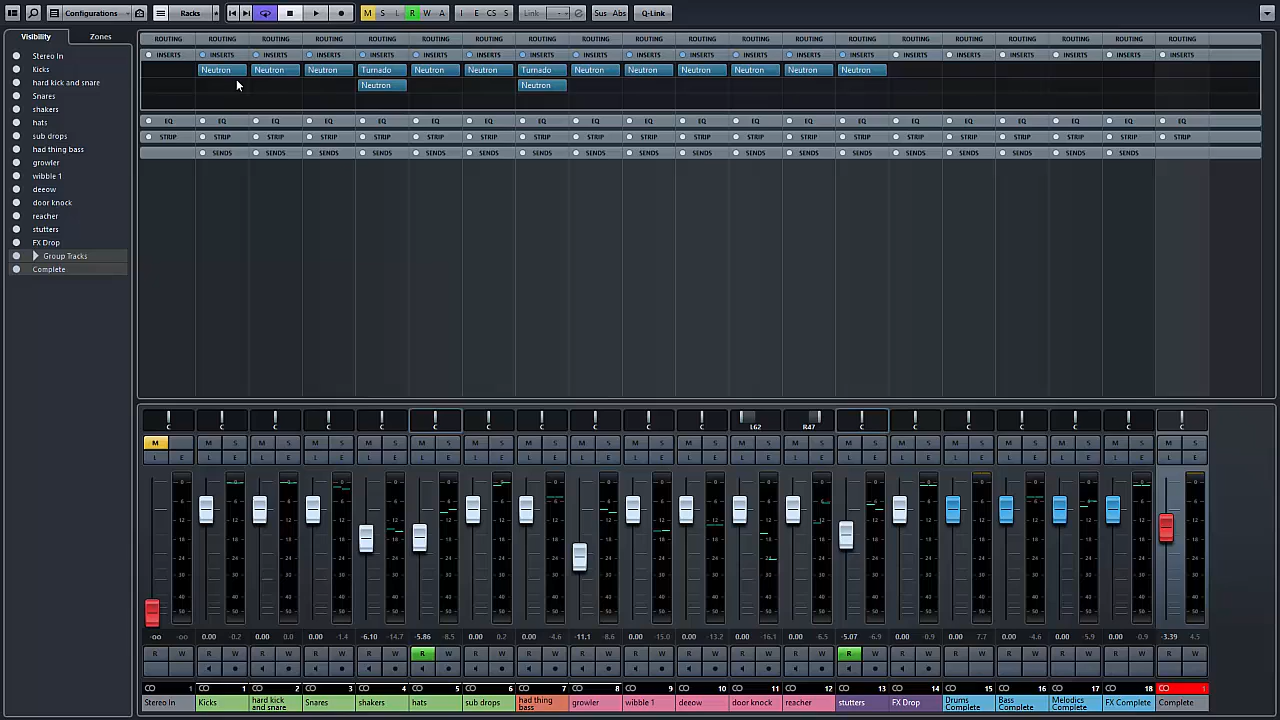 Configurations Racks M S L R W A I E CS S Link Sus Abs Q-Link
Visibility Zones
Stereo In
Kicks
hard kick and snare
Snares
shakers
hats
sub drops
had thing bass
growler
wibble 1
deeow
door knock
reacher
stutters
FX Drop
Group Tracks
Complete
ROUTING ROUTING ROUTING ROUTING ROUTING ROUTING ROUTING ROUTING ROUTING ROUTING ROUTING ROUTING ROUTING ROUTING ROUTING ROUTING ROUTING ROUTING ROUTING ROUTING
INSERTS INSERTS INSERTS INSERTS INSERTS INSERTS INSERTS INSERTS INSERTS INSERTS INSERTS INSERTS INSERTS INSERTS INSERTS INSERTS INSERTS INSERTS INSERTS INSERTS
Neutron Neutron Neutron Turnado Neutron Neutron Turnado Neutron Neutron Neutron Neutron Neutron Neutron
Neutron Neutron
EQ EQ EQ EQ EQ EQ EQ EQ EQ EQ EQ EQ EQ EQ EQ EQ EQ EQ EQ EQ
STRIP STRIP STRIP STRIP STRIP STRIP STRIP STRIP STRIP STRIP STRIP STRIP STRIP STRIP STRIP STRIP STRIP STRIP STRIP STRIP
SENDS SENDS SENDS SENDS SENDS SENDS SENDS SENDS SENDS SENDS SENDS SENDS SENDS SENDS SENDS SENDS SENDS SENDS
C C C C C C C C C C C L62 R47 C C C C C C C
M M S M S M S M S M S M S M S M S M S M S M S M S M S M S M S M S M S M S M S
L E L E L E L E L E L E L E L E L E L E L E L E L E L E L E L E L E L E L E L E
-oo -oo 0.00 -0.2 0.00 0.0 0.00 -1.4 -6.10 -14.7 -5.86 -8.5 0.00 0.2 0.00 -4.6 -11.1 -8.6 0.00 -15.0 0.00 -13.2 0.00 -16.1 0.00 -6.5 -5.07 -6.9 0.00 -0.9 0.00 7.7 0.00 -4.6 0.00 -5.9 0.00 -0.9 -3.39 4.5
R W R W R W R W R W R W R W R W R W R W R W R W R W R W R W R W R W R W R W R W
1 1 2 3 4 5 6 7 8 9 10 11 12 13 14 15 16 17 18 1
Stereo In Kicks hard kick and snare Snares shakers hats sub drops had thing bass growler wibble 1 deeow door knock reacher stutters FX Drop Drums Complete Bass Complete Melodics Complete FX Complete Complete